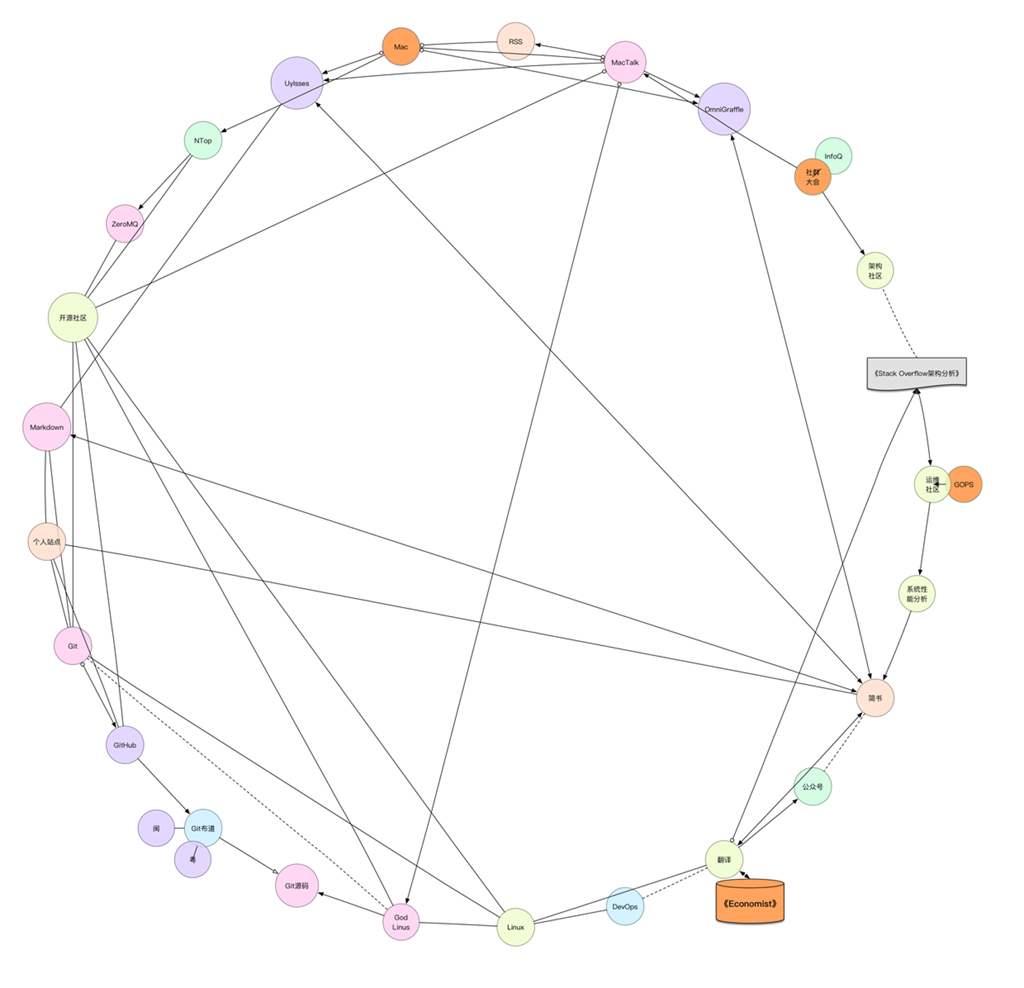 RSS
Mac
MacTalk
Uylsses
OmniGraffle
NTop
InfoQ
社群
大会
ZeroMQ
架构
社区
开源社区
《Stack Overflow架构分析》
Markdown
运维
社区
GOPS
个人站点
系统性
能分析
Git
简书
GitHub
公众号
闽
Git布道
粤
翻译
Git源码
《Economist》
DevOps
God
Linus
Linux